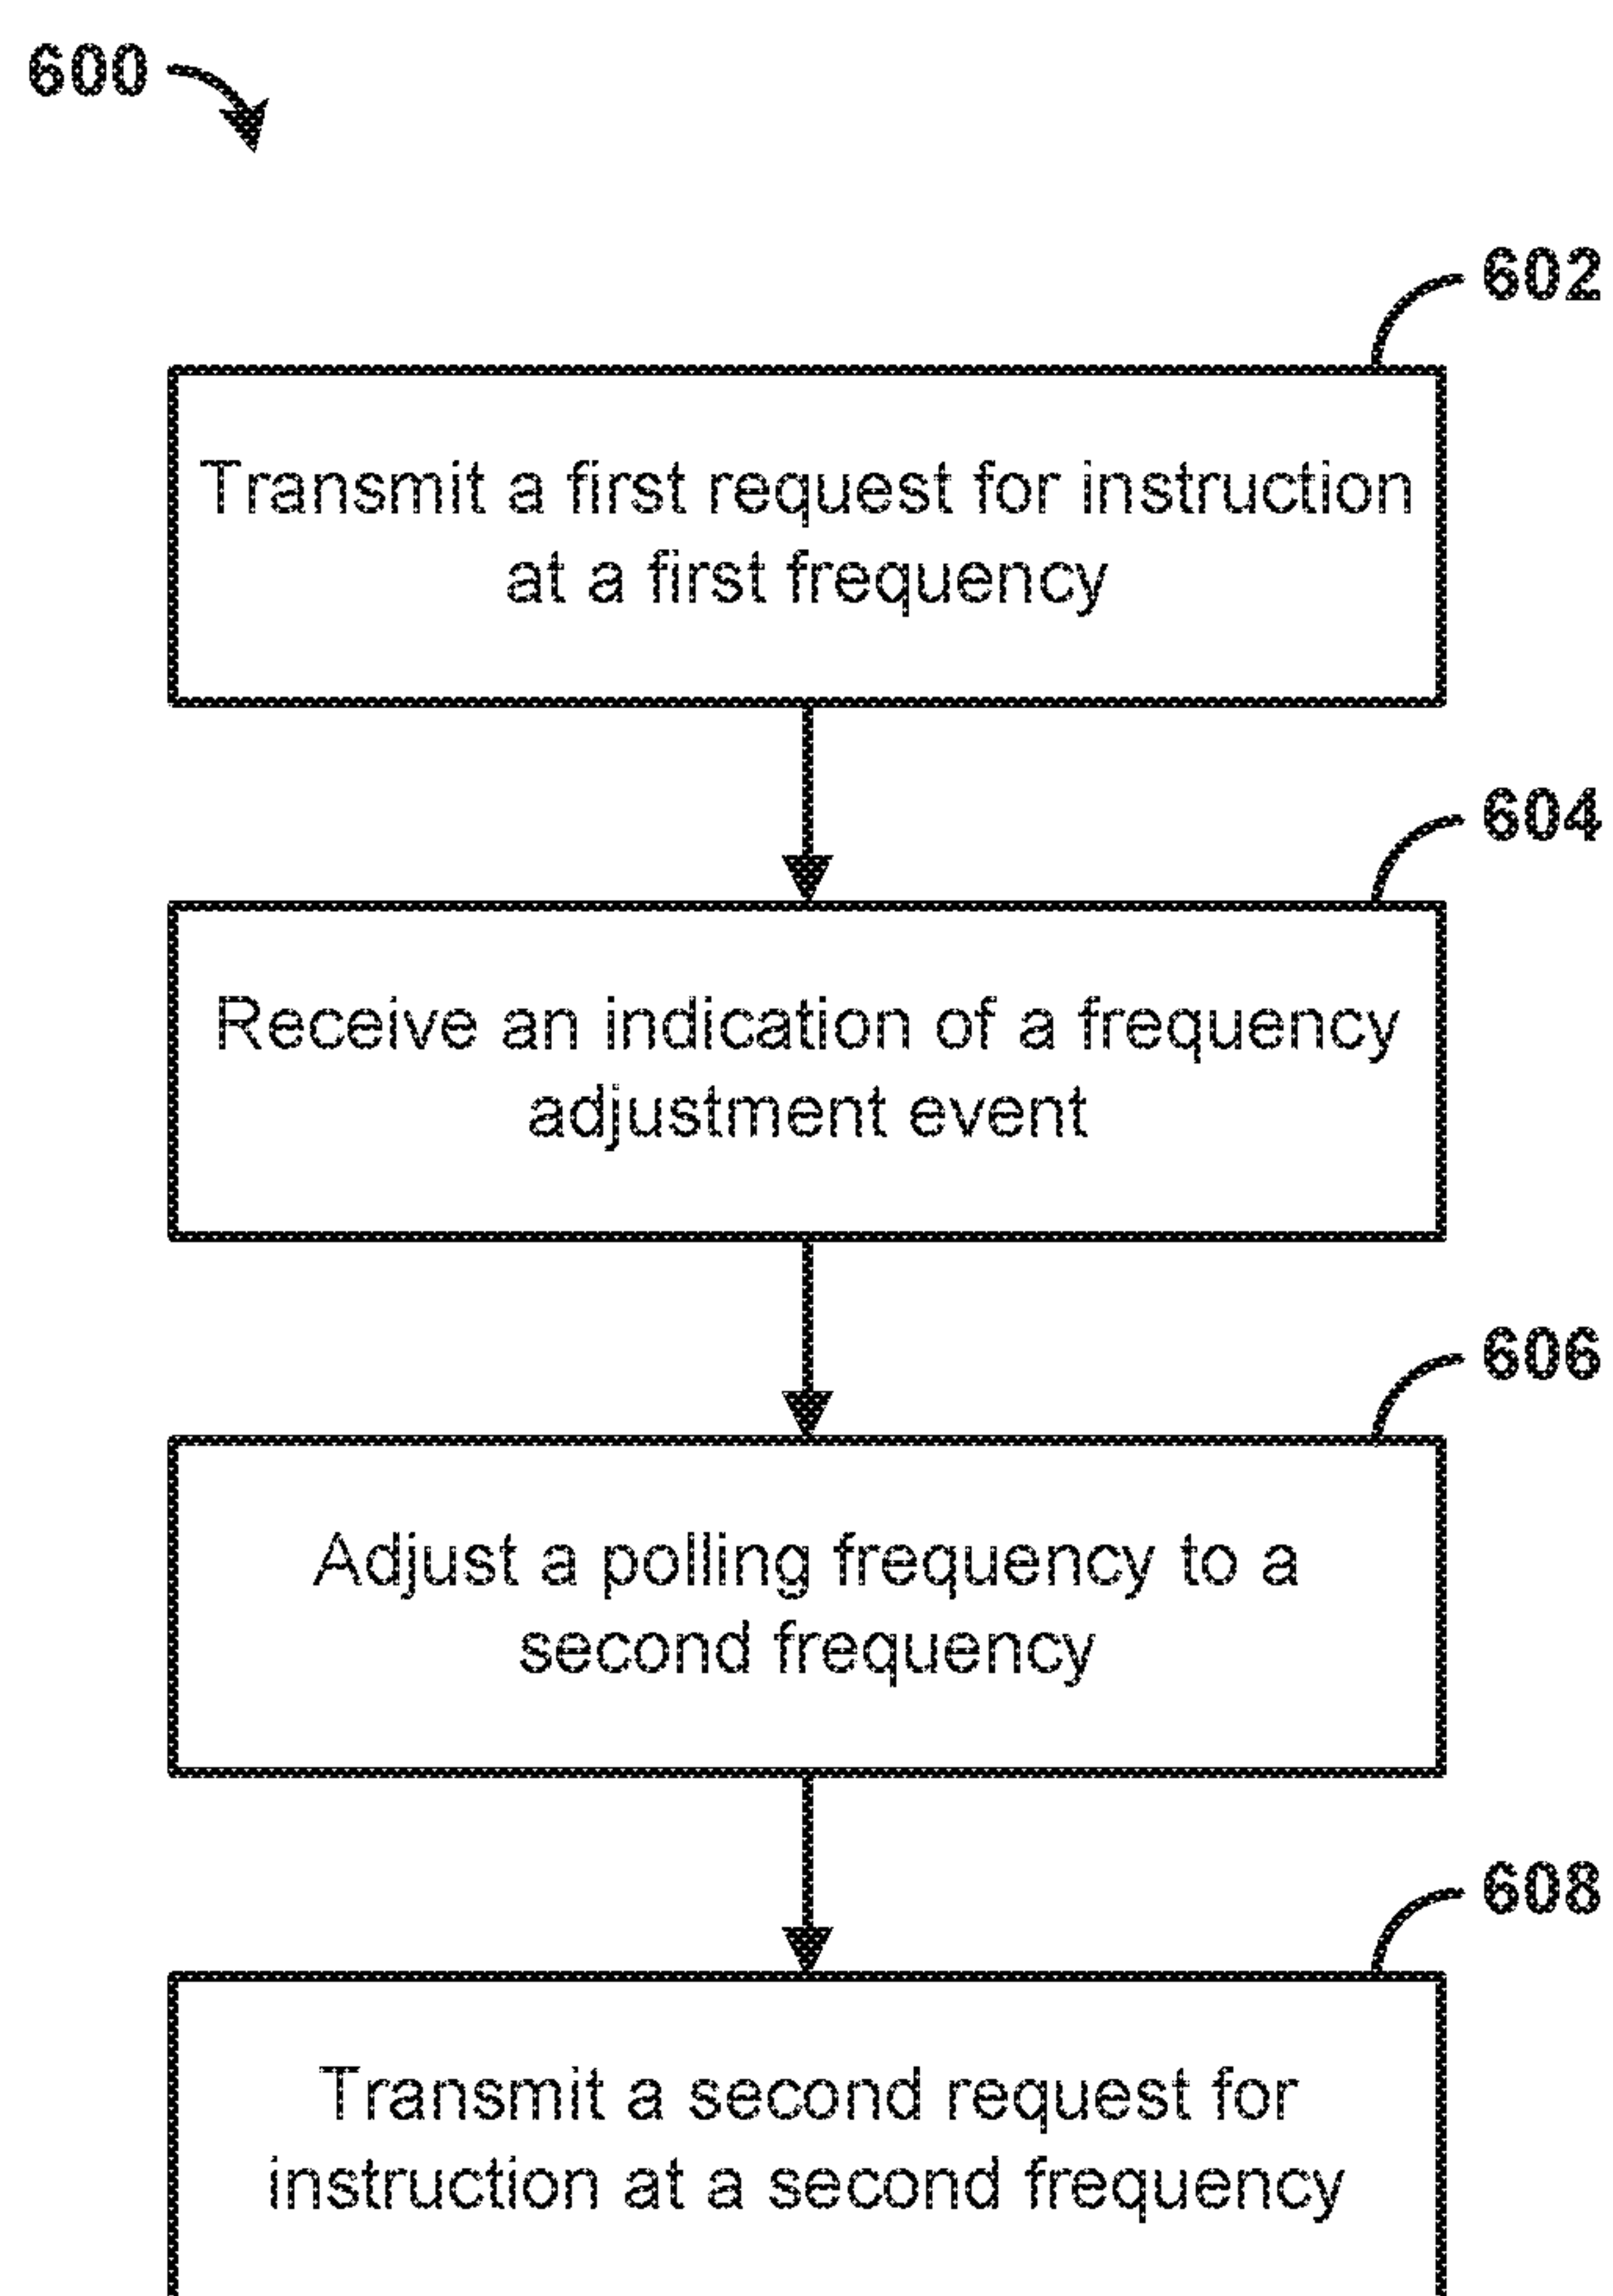 600
602
Transmit a first request for instruction
at a first frequency
604
Receive an indication of a frequency
adjustment event
606
Adjust a polling frequency to a
second frequency
608
Transmit a second request for
instruction at a second frequency